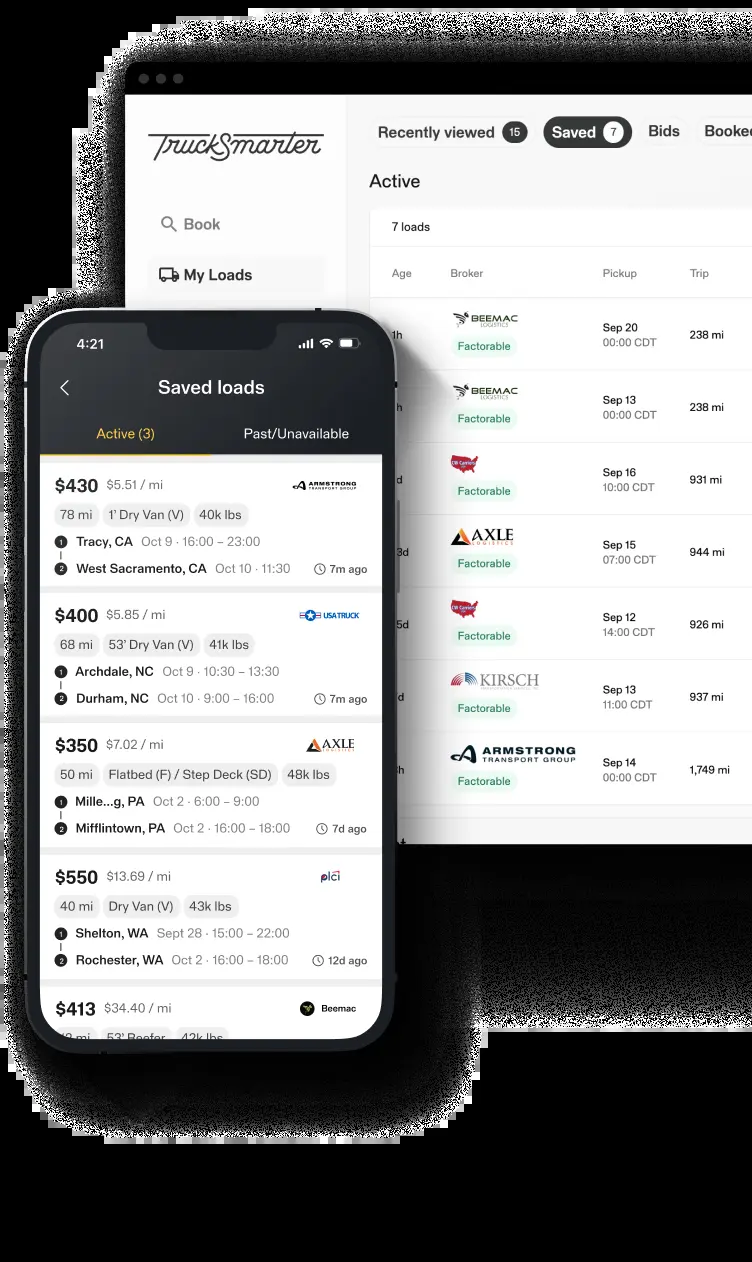 TruckSmarter
Recently viewed 15
Saved 7
Bids
Booke
Active
Book
My Loads
7 loads
Age Broker Pickup Trip
1h BEEMAC LOGISTICS Sep 20 238 mi
Factorable 00:00 CDT
h BEEMAC LOGISTICS Sep 13 238 mi
Factorable 00:00 CDT
d Sep 16 931 mi
Factorable 10:00 CDT
3d AXLE LOGISTICS Sep 15 944 mi
Factorable 07:00 CDT
5d Sep 12 926 mi
Factorable 14:00 CDT
d KIRSCH Sep 13 937 mi
Factorable 11:00 CDT
h ARMSTRONG TRANSPORT GROUP Sep 14 1,749 mi
Factorable 00:00 CDT
4:21
Saved loads
Active (3) Past/Unavailable
$430 $5.51 / mi ARMSTRONG TRANSPORT GROUP
78 mi 1’ Dry Van (V) 40k lbs
1 Tracy, CA Oct 9 · 16:00 – 23:00
2 West Sacramento, CA Oct 10 · 11:30 7m ago
$400 $5.85 / mi USA TRUCK
68 mi 53’ Dry Van (V) 41k lbs
1 Archdale, NC Oct 9 · 10:30 – 13:30
2 Durham, NC Oct 10 · 9:00 – 16:00 7m ago
$350 $7.02 / mi AXLE
50 mi Flatbed (F) / Step Deck (SD) 48k lbs
1 Mille...g, PA Oct 2 · 6:00 – 9:00
2 Mifflintown, PA Oct 2 · 16:00 – 18:00 7d ago
$550 $13.69 / mi plci
40 mi Dry Van (V) 43k lbs
1 Shelton, WA Sept 28 · 15:00 – 22:00
2 Rochester, WA Oct 2 · 16:00 – 18:00 12d ago
$413 $34.40 / mi Beemac
12 mi 53’ Reefer 42k lbs